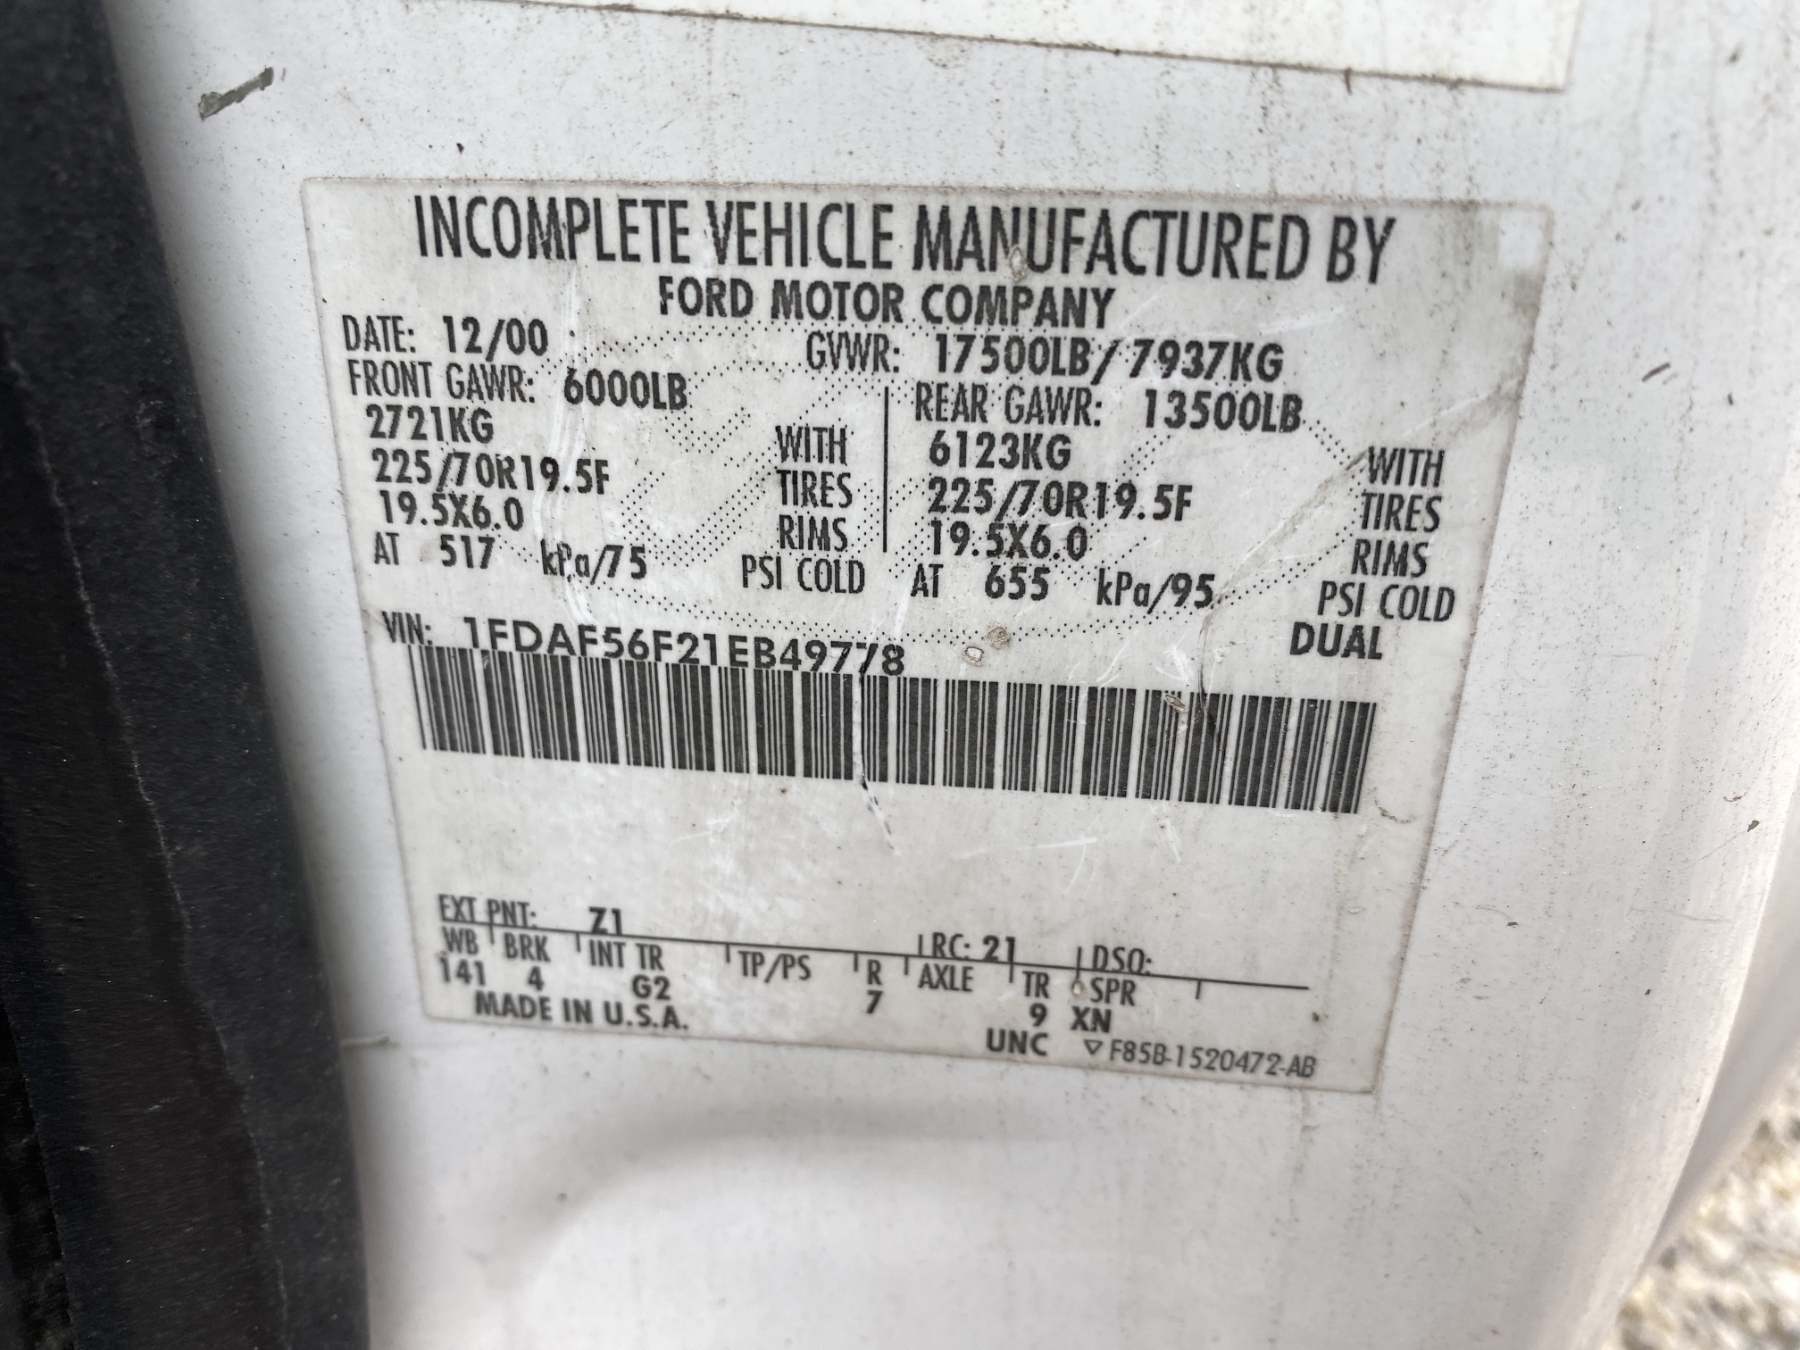 INCOMPLETE VEHICLE MANUFACTURED BY
FORD MOTOR COMPANY
DATE: 12/00 GVWR: 17500LB/7937KG
FRONT GAWR: 6000LB REAR GAWR: 13500LB
2721KG WITH 6123KG WITH
225/70R19.5F TIRES 225/70R19.5F TIRES
19.5X6.0 RIMS 19.5X6.0 RIMS
AT 517 kPa/75 PSI COLD AT 655 kPa/95 PSI COLD
VIN: 1FDAF56F21EB49778 DUAL
EXT PNT: Z1 RC: 21 DSO:
WB BRK INT TR TP/PS R AXLE TR SPR
141 4 G2 7 9 XN
MADE IN U.S.A. UNC ▽ F85B-1520472-AB